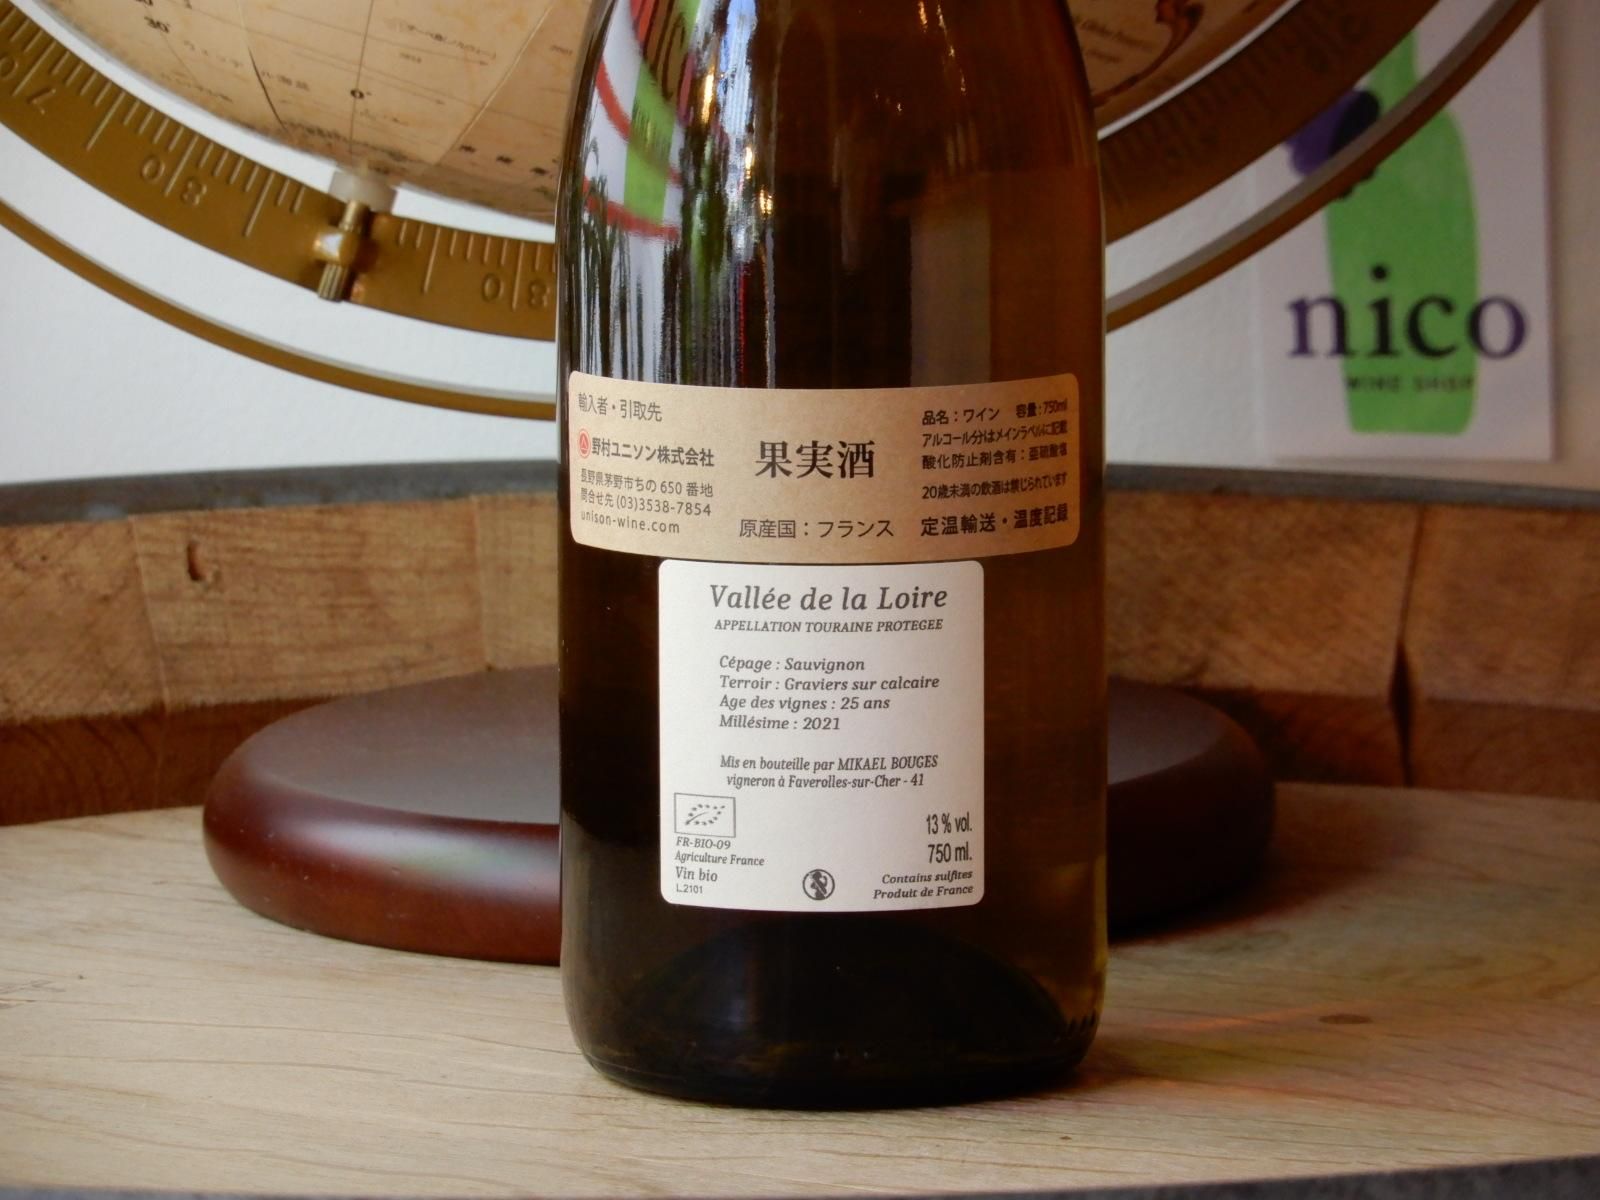 30°
0°
nico
WINE SHOP
輸入者・引取先
野村ユニソン株式会社
長野県茅野市ちの 650 番地
問合せ先 (03)3538-7854
unison-wine.com
果実酒
原産国：フランス
品名：ワイン 容量：750ml
アルコール分はメインラベルに記載
酸化防止剤含有：亜硫酸塩
20歳未満の飲酒は禁じられています
定温輸送・温度記録
Vallée de la Loire
APPELLATION TOURAINE PROTEGEE
Cépage : Sauvignon
Terroir : Graviers sur calcaire
Age des vignes : 25 ans
Millésime : 2021
Mis en bouteille par MIKAEL BOUGES
vigneron à Faverolles-sur-Cher - 41
FR-BIO-09
Agriculture France
Vin bio
L.2101
13 % vol.
750 ml.
Contains sulfites
Produit de France